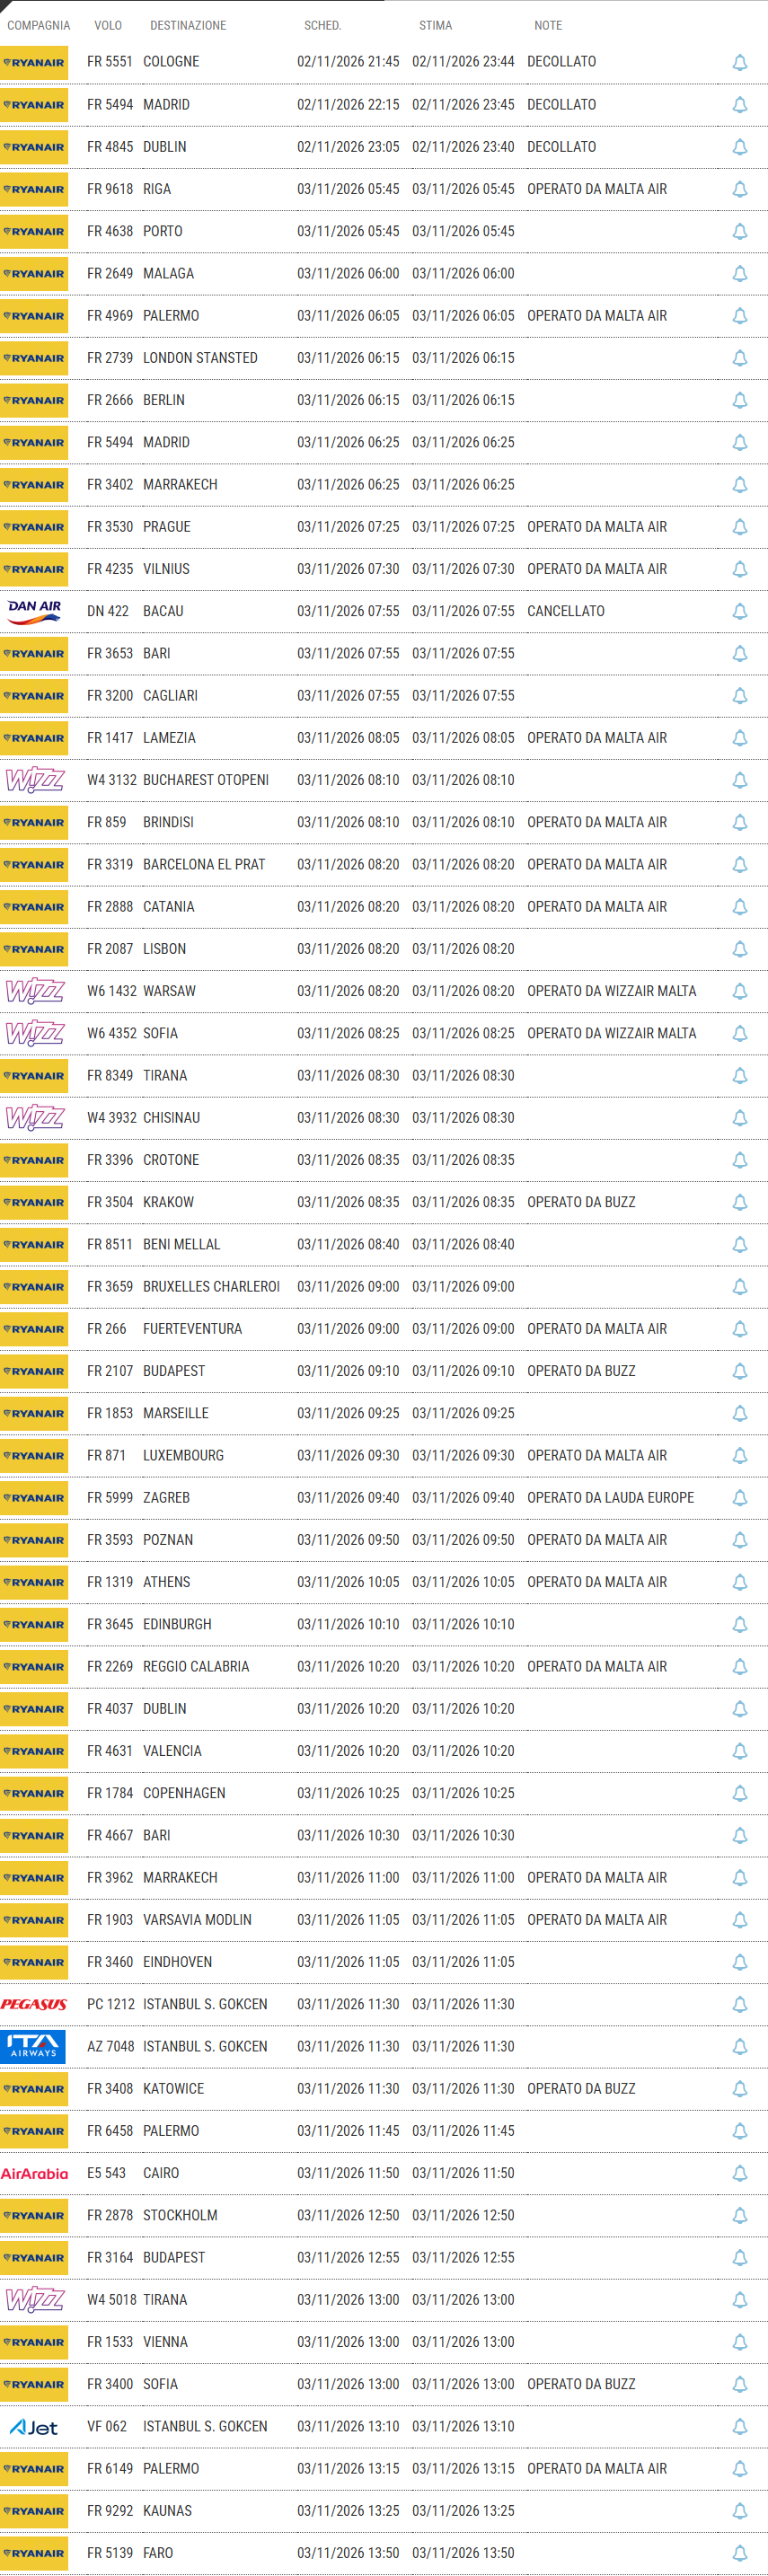 COMPAGNIA VOLO DESTINAZIONE SCHED. STIMA NOTE
RYANAIR FR 5551 COLOGNE 02/11/2026 21:45 02/11/2026 23:44 DECOLLATO
RYANAIR FR 5494 MADRID 02/11/2026 22:15 02/11/2026 23:45 DECOLLATO
RYANAIR FR 4845 DUBLIN 02/11/2026 23:05 02/11/2026 23:40 DECOLLATO
RYANAIR FR 9618 RIGA 03/11/2026 05:45 03/11/2026 05:45 OPERATO DA MALTA AIR
RYANAIR FR 4638 PORTO 03/11/2026 05:45 03/11/2026 05:45
RYANAIR FR 2649 MALAGA 03/11/2026 06:00 03/11/2026 06:00
RYANAIR FR 4969 PALERMO 03/11/2026 06:05 03/11/2026 06:05 OPERATO DA MALTA AIR
RYANAIR FR 2739 LONDON STANSTED 03/11/2026 06:15 03/11/2026 06:15
RYANAIR FR 2666 BERLIN 03/11/2026 06:15 03/11/2026 06:15
RYANAIR FR 5494 MADRID 03/11/2026 06:25 03/11/2026 06:25
RYANAIR FR 3402 MARRAKECH 03/11/2026 06:25 03/11/2026 06:25
RYANAIR FR 3530 PRAGUE 03/11/2026 07:25 03/11/2026 07:25 OPERATO DA MALTA AIR
RYANAIR FR 4235 VILNIUS 03/11/2026 07:30 03/11/2026 07:30 OPERATO DA MALTA AIR
DAN AIR DN 422 BACAU 03/11/2026 07:55 03/11/2026 07:55 CANCELLATO
RYANAIR FR 3653 BARI 03/11/2026 07:55 03/11/2026 07:55
RYANAIR FR 3200 CAGLIARI 03/11/2026 07:55 03/11/2026 07:55
RYANAIR FR 1417 LAMEZIA 03/11/2026 08:05 03/11/2026 08:05 OPERATO DA MALTA AIR
WIZZ W4 3132 BUCHAREST OTOPENI 03/11/2026 08:10 03/11/2026 08:10
RYANAIR FR 859 BRINDISI 03/11/2026 08:10 03/11/2026 08:10 OPERATO DA MALTA AIR
RYANAIR FR 3319 BARCELONA EL PRAT 03/11/2026 08:20 03/11/2026 08:20 OPERATO DA MALTA AIR
RYANAIR FR 2888 CATANIA 03/11/2026 08:20 03/11/2026 08:20 OPERATO DA MALTA AIR
RYANAIR FR 2087 LISBON 03/11/2026 08:20 03/11/2026 08:20
WIZZ W6 1432 WARSAW 03/11/2026 08:20 03/11/2026 08:20 OPERATO DA WIZZAIR MALTA
WIZZ W6 4352 SOFIA 03/11/2026 08:25 03/11/2026 08:25 OPERATO DA WIZZAIR MALTA
RYANAIR FR 8349 TIRANA 03/11/2026 08:30 03/11/2026 08:30
WIZZ W4 3932 CHISINAU 03/11/2026 08:30 03/11/2026 08:30
RYANAIR FR 3396 CROTONE 03/11/2026 08:35 03/11/2026 08:35
RYANAIR FR 3504 KRAKOW 03/11/2026 08:35 03/11/2026 08:35 OPERATO DA BUZZ
RYANAIR FR 8511 BENI MELLAL 03/11/2026 08:40 03/11/2026 08:40
RYANAIR FR 3659 BRUXELLES CHARLEROI 03/11/2026 09:00 03/11/2026 09:00
RYANAIR FR 266 FUERTEVENTURA 03/11/2026 09:00 03/11/2026 09:00 OPERATO DA MALTA AIR
RYANAIR FR 2107 BUDAPEST 03/11/2026 09:10 03/11/2026 09:10 OPERATO DA BUZZ
RYANAIR FR 1853 MARSEILLE 03/11/2026 09:25 03/11/2026 09:25
RYANAIR FR 871 LUXEMBOURG 03/11/2026 09:30 03/11/2026 09:30 OPERATO DA MALTA AIR
RYANAIR FR 5999 ZAGREB 03/11/2026 09:40 03/11/2026 09:40 OPERATO DA LAUDA EUROPE
RYANAIR FR 3593 POZNAN 03/11/2026 09:50 03/11/2026 09:50 OPERATO DA MALTA AIR
RYANAIR FR 1319 ATHENS 03/11/2026 10:05 03/11/2026 10:05 OPERATO DA MALTA AIR
RYANAIR FR 3645 EDINBURGH 03/11/2026 10:10 03/11/2026 10:10
RYANAIR FR 2269 REGGIO CALABRIA 03/11/2026 10:20 03/11/2026 10:20 OPERATO DA MALTA AIR
RYANAIR FR 4037 DUBLIN 03/11/2026 10:20 03/11/2026 10:20
RYANAIR FR 4631 VALENCIA 03/11/2026 10:20 03/11/2026 10:20
RYANAIR FR 1784 COPENHAGEN 03/11/2026 10:25 03/11/2026 10:25
RYANAIR FR 4667 BARI 03/11/2026 10:30 03/11/2026 10:30
RYANAIR FR 3962 MARRAKECH 03/11/2026 11:00 03/11/2026 11:00 OPERATO DA MALTA AIR
RYANAIR FR 1903 VARSAVIA MODLIN 03/11/2026 11:05 03/11/2026 11:05 OPERATO DA MALTA AIR
RYANAIR FR 3460 EINDHOVEN 03/11/2026 11:05 03/11/2026 11:05
PEGASUS PC 1212 ISTANBUL S. GOKCEN 03/11/2026 11:30 03/11/2026 11:30
ITA AIRWAYS AZ 7048 ISTANBUL S. GOKCEN 03/11/2026 11:30 03/11/2026 11:30
RYANAIR FR 3408 KATOWICE 03/11/2026 11:30 03/11/2026 11:30 OPERATO DA BUZZ
RYANAIR FR 6458 PALERMO 03/11/2026 11:45 03/11/2026 11:45
AirArabia E5 543 CAIRO 03/11/2026 11:50 03/11/2026 11:50
RYANAIR FR 2878 STOCKHOLM 03/11/2026 12:50 03/11/2026 12:50
RYANAIR FR 3164 BUDAPEST 03/11/2026 12:55 03/11/2026 12:55
WIZZ W4 5018 TIRANA 03/11/2026 13:00 03/11/2026 13:00
RYANAIR FR 1533 VIENNA 03/11/2026 13:00 03/11/2026 13:00
RYANAIR FR 3400 SOFIA 03/11/2026 13:00 03/11/2026 13:00 OPERATO DA BUZZ
AJet VF 062 ISTANBUL S. GOKCEN 03/11/2026 13:10 03/11/2026 13:10
RYANAIR FR 6149 PALERMO 03/11/2026 13:15 03/11/2026 13:15 OPERATO DA MALTA AIR
RYANAIR FR 9292 KAUNAS 03/11/2026 13:25 03/11/2026 13:25
RYANAIR FR 5139 FARO 03/11/2026 13:50 03/11/2026 13:50